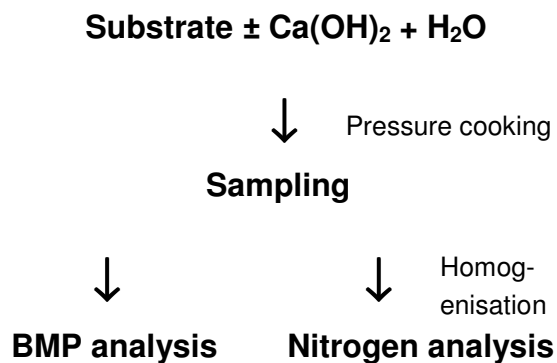 Substrate ± Ca(OH)₂ + H₂O
↓ Pressure cooking
Sampling
↓ ↓ Homog-
enisation
BMP analysis Nitrogen analysis